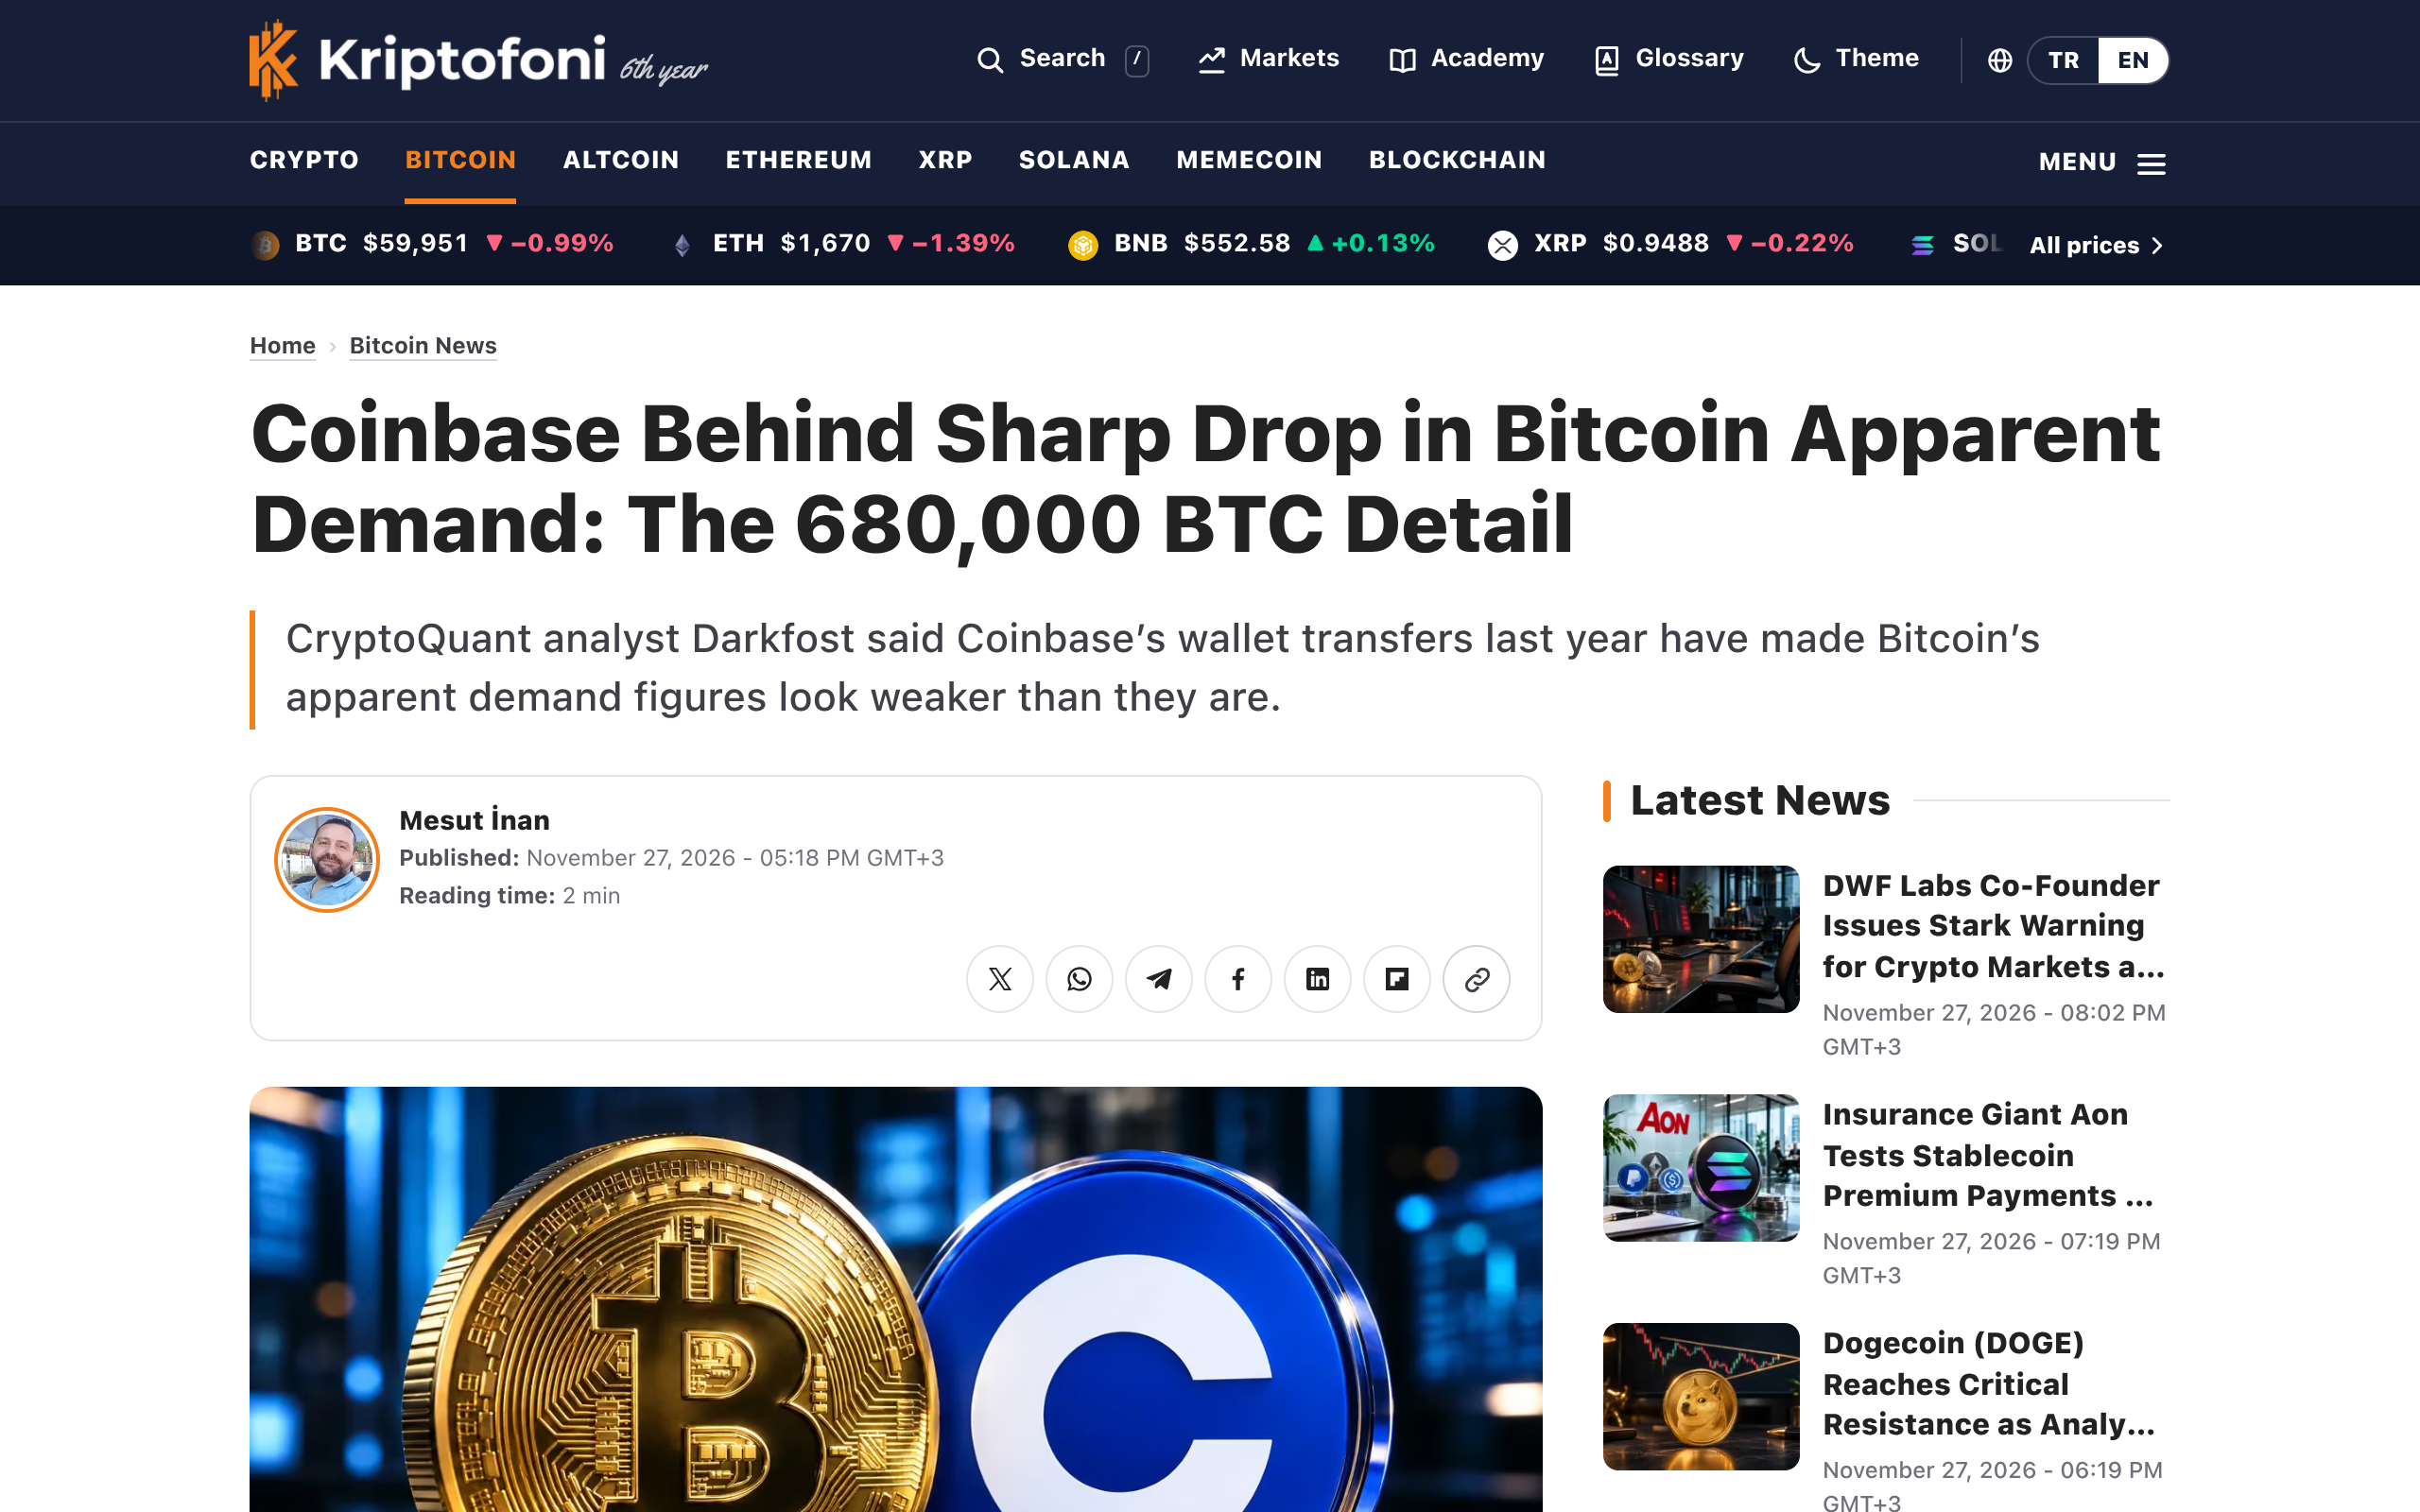 Kriptofoni 6th year
Search /
Markets
Academy
Glossary
Theme
TR EN
CRYPTO BITCOIN ALTCOIN ETHEREUM XRP SOLANA MEMECOIN BLOCKCHAIN
MENU
BTC $59,951 ▼ −0.99% ETH $1,670 ▼ −1.39% BNB $552.58 ▲ +0.13% XRP $0.9488 ▼ −0.22% SOL All prices >
Home › Bitcoin News
Coinbase Behind Sharp Drop in Bitcoin Apparent
Demand: The 680,000 BTC Detail
CryptoQuant analyst Darkfost said Coinbase’s wallet transfers last year have made Bitcoin’s
apparent demand figures look weaker than they are.
Mesut İnan
Published: November 27, 2026 - 05:18 PM GMT+3
Reading time: 2 min
Latest News
DWF Labs Co-Founder
Issues Stark Warning
for Crypto Markets a...
November 27, 2026 - 08:02 PM
GMT+3
AON
Insurance Giant Aon
Tests Stablecoin
Premium Payments ...
November 27, 2026 - 07:19 PM
GMT+3
Dogecoin (DOGE)
Reaches Critical
Resistance as Analy...
November 27, 2026 - 06:19 PM
GMT+3